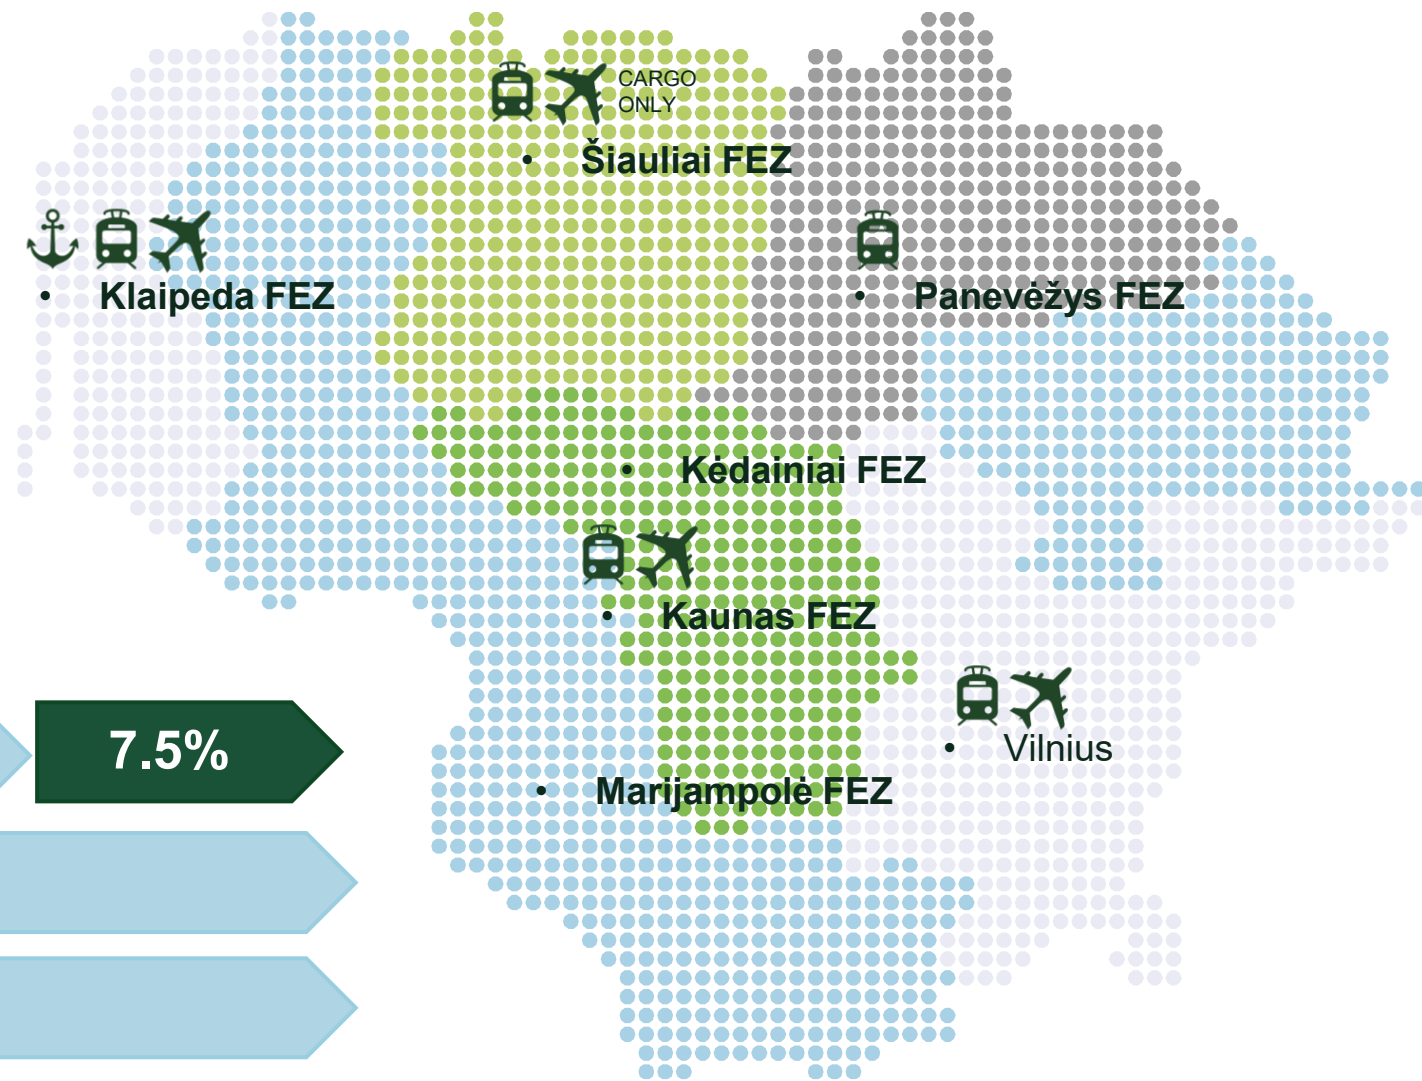 CARGO
ONLY
• Šiauliai FEZ
• Klaipeda FEZ
• Panevėžys FEZ
• Kėdainiai FEZ
• Kaunas FEZ
7.5%
• Vilnius
• Marijampolė FEZ